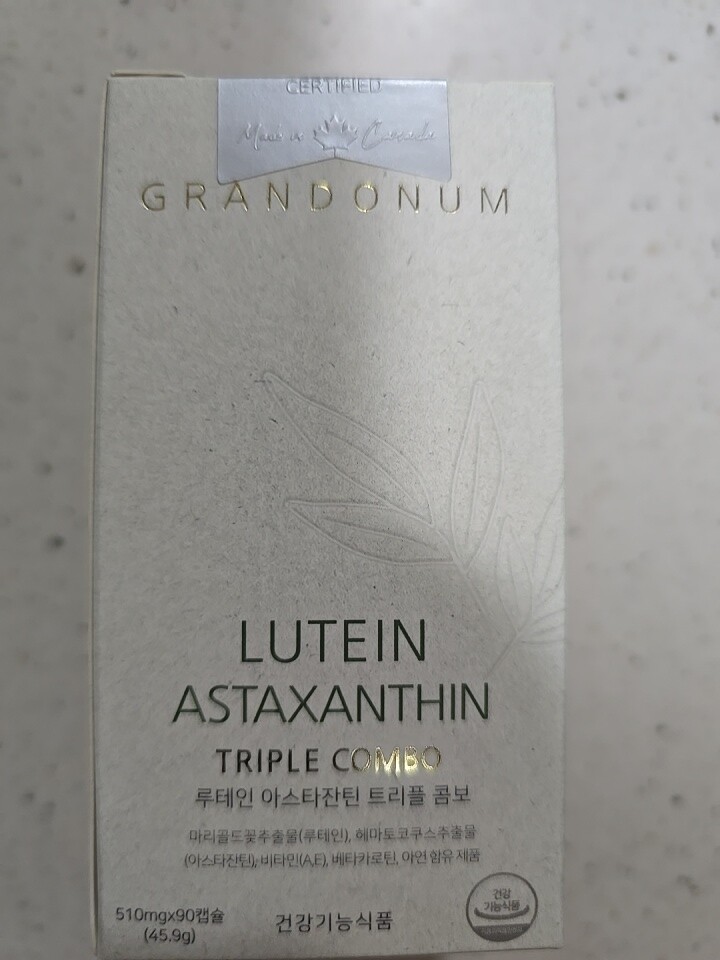 CERTIFIED
Made in Canada
GRANDONUM
LUTEIN
ASTAXANTHIN
TRIPLE COMBO
루테인 아스타잔틴 트리플 콤보
마리골드꽃추출물(루테인), 헤마토코쿠스추출물
(아스타잔틴), 비타민(A,E), 베타카로틴, 아연 함유 제품
510mgx90캡슐
(45.9g)
건강기능식품
건강
기능식품